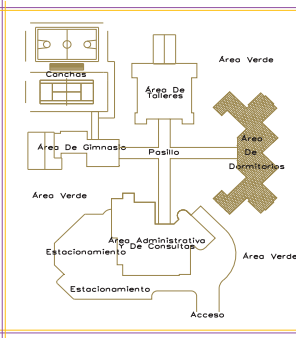 Área Verde
Canchas
Área De
Talleres
Área De Gimnasio
Pasillo
Área
De
Dormitorios
Área Verde
Área Administrativa
Y De Consultas
Estacionamiento
Área Verde
Estacionamiento
Acceso